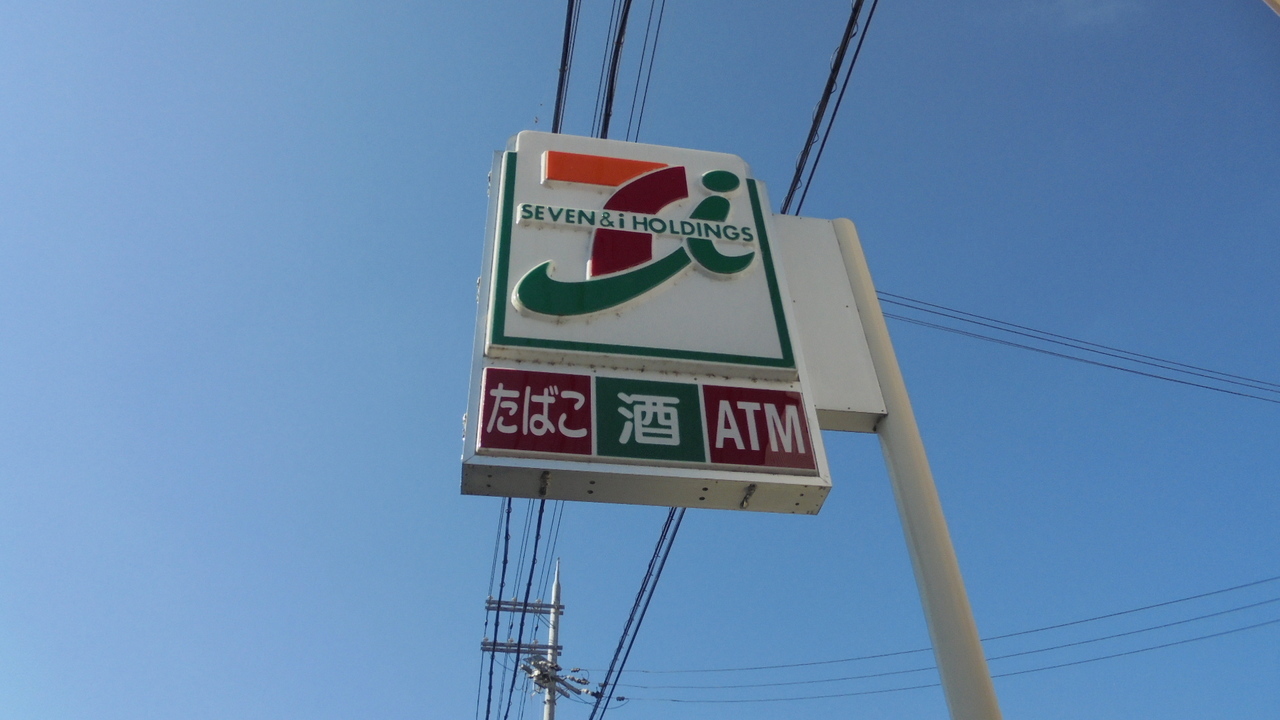 SEVEN & i HOLDINGS
たばこ 酒 ATM